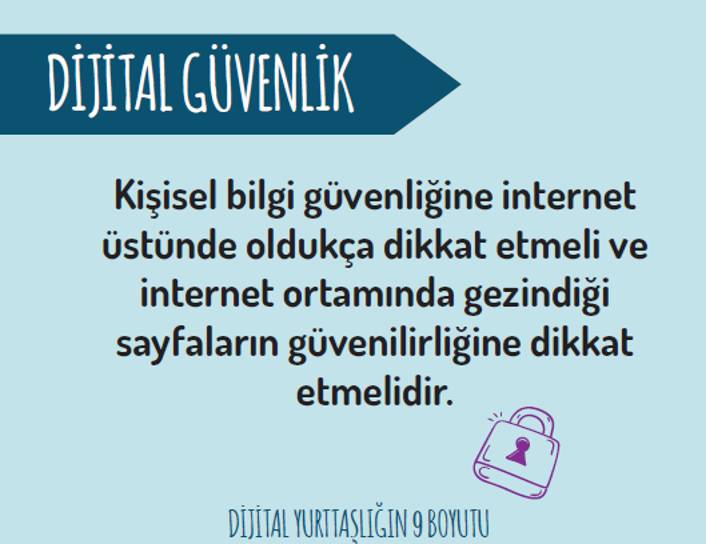 DİJİTAL GÜVENLİK
Kişisel bilgi güvenliğine internet
üstünde oldukça dikkat etmeli ve
internet ortamında gezindiği
sayfaların güvenilirliğine dikkat
etmelidir.
DİJİTAL YURTTAŞLIĞIN 9 BOYUTU